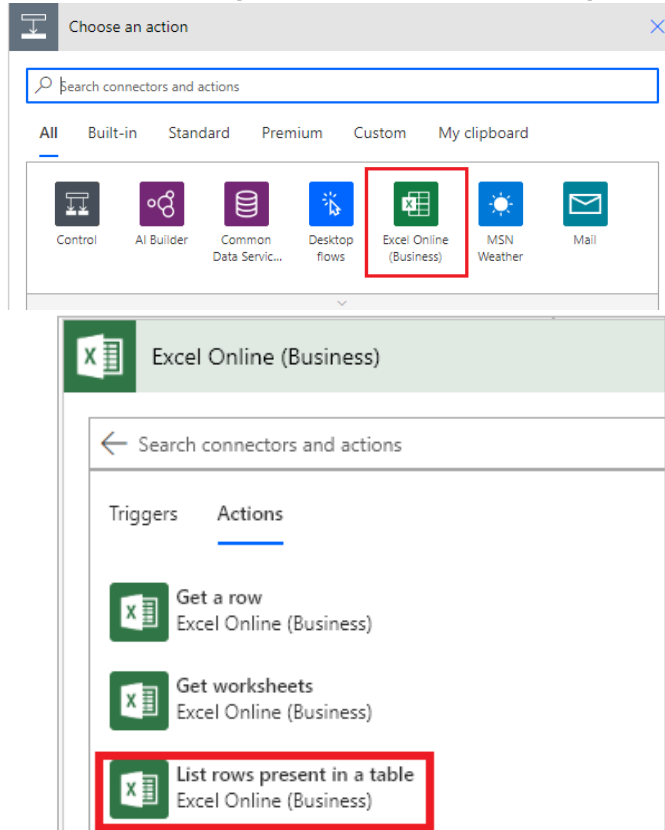 Choose an action
Search connectors and actions
All Built-in Standard Premium Custom My clipboard
Control AI Builder Common Desktop Excel Online MSN Mail
Data Servic... flows (Business) Weather
Excel Online (Business)
Search connectors and actions
Triggers Actions
Get a row
Excel Online (Business)
Get worksheets
Excel Online (Business)
List rows present in a table
Excel Online (Business)